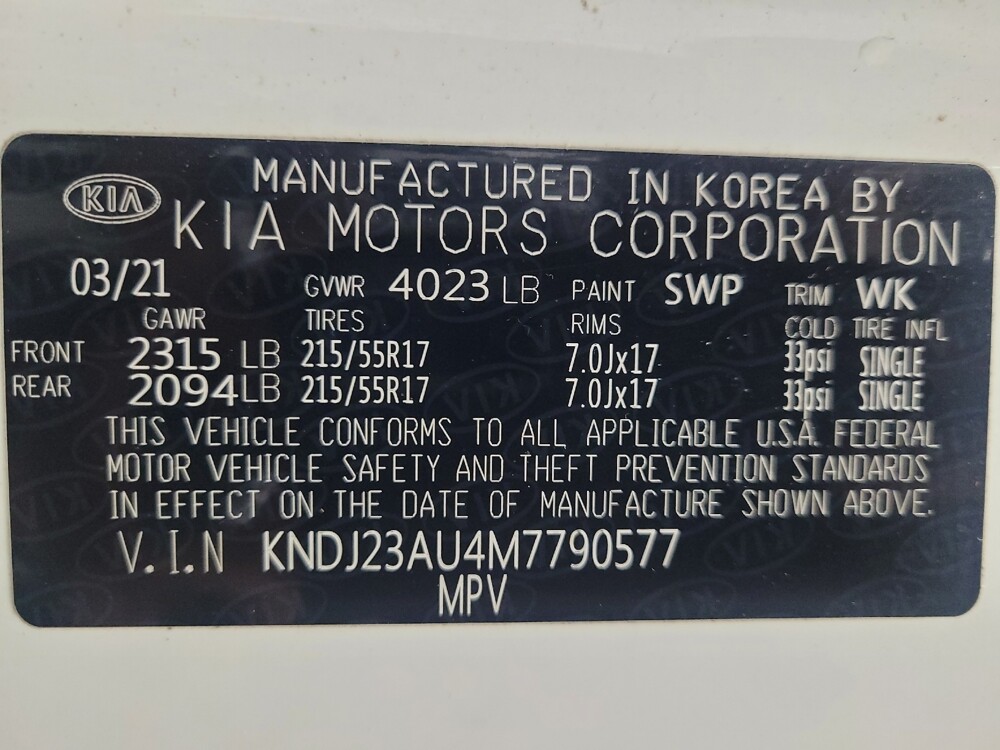 KIA MANUFACTURED IN KOREA BY
KIA MOTORS CORPORATION
03/21 GVWR 4023 LB PAINT SWP TRIM WK
GAWR TIRES RIMS COLD TIRE INFL
FRONT 2315 LB 215/55R17 7.0Jx17 33psi SINGLE
REAR 2094 LB 215/55R17 7.0Jx17 33psi SINGLE
THIS VEHICLE CONFORMS TO ALL APPLICABLE U.S.A. FEDERAL
MOTOR VEHICLE SAFETY AND THEFT PREVENTION STANDARDS
IN EFFECT ON THE DATE OF MANUFACTURE SHOWN ABOVE.
V.I.N KNDJ23AU4M7790577
MPV